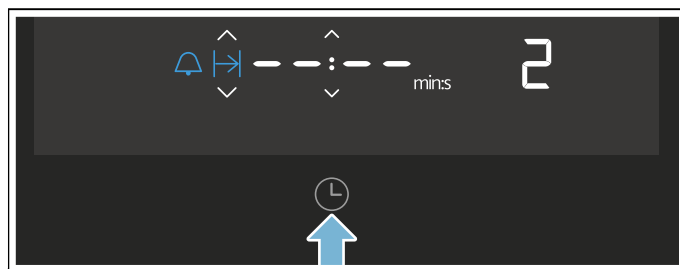 – – : – – min:s 2